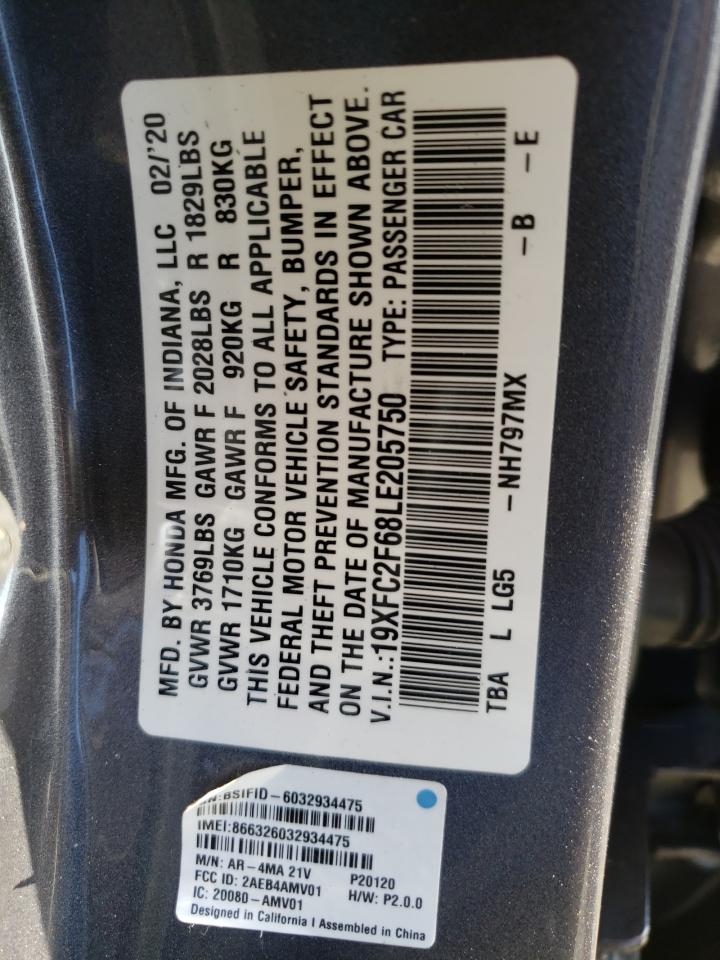 MFD. BY HONDA MFG. OF INDIANA, LLC 02/'20
GVWR 3769LBS GAWR F 2028LBS R 1829LBS
GVWR 1710KG GAWR F 920KG R 830KG
THIS VEHICLE CONFORMS TO ALL APPLICABLE
FEDERAL MOTOR VEHICLE SAFETY, BUMPER,
AND THEFT PREVENTION STANDARDS IN EFFECT
ON THE DATE OF MANUFACTURE SHOWN ABOVE.
V.I.N.:19XFC2F68LE205750 TYPE: PASSENGER CAR
TBA L LG5 -NH797MX -B -E
BSIFID-6032934475
IMEI:866326032934475
M/N: AR-4MA 21V P20120
FCC ID: 2AEB4AMV01 H/W: P2.0.0
IC: 20080-AMV01
Designed in California I Assembled in China